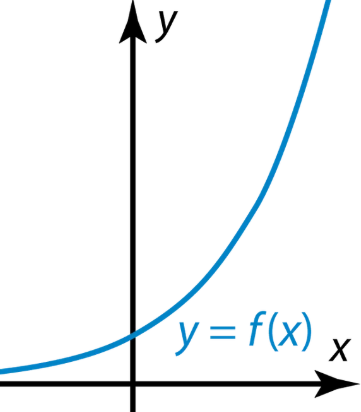 y
y = f(x)
x